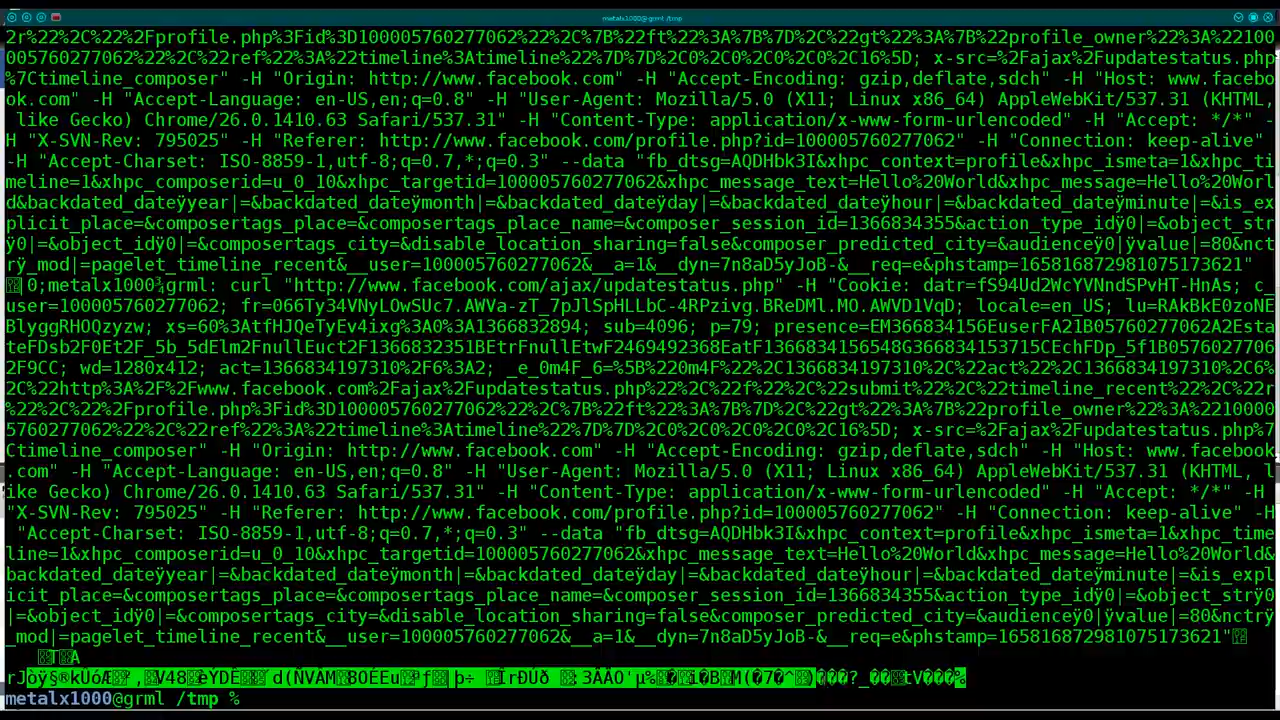 metalx1000@grml /tmp
2r%22%2C%22%2Fprofile.php%3Fid%3D100005760277062%22%2C%7B%22ft%22%3A%7B%7D%2C%22gt%22%3A%7B%22profile_owner%22%3A%22100
005760277062%22%2C%22ref%22%3A%22timeline%3Atimeline%22%7D%7D%2C0%2C0%2C0%2C0%2C16%5D; x-src=%2Fajax%2Fupdatestatus.php
%7Ctimeline_composer" -H "Origin: http://www.facebook.com" -H "Accept-Encoding: gzip,deflate,sdch" -H "Host: www.facebo
ok.com" -H "Accept-Language: en-US,en;q=0.8" -H "User-Agent: Mozilla/5.0 (X11; Linux x86_64) AppleWebKit/537.31 (KHTML,
like Gecko) Chrome/26.0.1410.63 Safari/537.31" -H "Content-Type: application/x-www-form-urlencoded" -H "Accept: */*" -
H "X-SVN-Rev: 795025" -H "Referer: http://www.facebook.com/profile.php?id=100005760277062" -H "Connection: keep-alive"
-H "Accept-Charset: ISO-8859-1,utf-8;q=0.7,*;q=0.3" --data "fb_dtsg=AQDHbk3I&xhpc_context=profile&xhpc_ismeta=1&xhpc_ti
meline=1&xhpc_composerid=u_0_10&xhpc_targetid=100005760277062&xhpc_message_text=Hello%20World&xhpc_message=Hello%20Worl
d&backdated_dateÿyear|=&backdated_dateÿmonth|=&backdated_dateÿday|=&backdated_dateÿhour|=&backdated_dateÿminute|=&is_ex
plicit_place=&composertags_place=&composertags_place_name=&composer_session_id=1366834355&action_type_idÿ0|=&object_str
ÿ0|=&object_idÿ0|=&composertags_city=&disable_location_sharing=false&composer_predicted_city=&audienceÿ0|ÿvalue|=80&nct
rÿ_mod|=pagelet_timeline_recent&__user=100005760277062&__a=1&__dyn=7n8aD5yJoB-&__req=e&phstamp=165816872981075173621"
0;metalx1000¾grml: curl "http://www.facebook.com/ajax/updatestatus.php" -H "Cookie: datr=fS94Ud2WcYVNndSPvHT-HnAs; c_
user=100005760277062; fr=066Ty34VNyLOwSUc7.AWVa-zT_7pJlSpHLLbC-4RPzivg.BReDMl.MO.AWVD1VqD; locale=en_US; lu=RAkBkE0zoNE
BlyggRHOQzyzw; xs=60%3AtfHJQeTyEv4ixg%3A0%3A1366832894; sub=4096; p=79; presence=EM366834156EuserFA21B05760277062A2Esta
teFDsb2F0Et2F_5b_5dElm2FnullEuct2F1366832351BEtrFnullEtwF2469492368EatF1366834156548G366834153715CEchFDp_5f1B0576027706
2F9CC; wd=1280x412; act=1366834197310%2F6%3A2; _e_0m4F_6=%5B%220m4F%22%2C1366834197310%2C%22act%22%2C1366834197310%2C6%
2C%22http%3A%2F%2Fwww.facebook.com%2Fajax%2Fupdatestatus.php%22%2C%22f%22%2C%22submit%22%2C%22timeline_recent%22%2C%22r
%22%2C%22%2Fprofile.php%3Fid%3D100005760277062%22%2C%7B%22ft%22%3A%7B%7D%2C%22gt%22%3A%7B%22profile_owner%22%3A%2210000
5760277062%22%2C%22ref%22%3A%22timeline%3Atimeline%22%7D%7D%2C0%2C0%2C0%2C0%2C16%5D; x-src=%2Fajax%2Fupdatestatus.php%7
Ctimeline_composer" -H "Origin: http://www.facebook.com" -H "Accept-Encoding: gzip,deflate,sdch" -H "Host: www.facebook
.com" -H "Accept-Language: en-US,en;q=0.8" -H "User-Agent: Mozilla/5.0 (X11; Linux x86_64) AppleWebKit/537.31 (KHTML, l
ike Gecko) Chrome/26.0.1410.63 Safari/537.31" -H "Content-Type: application/x-www-form-urlencoded" -H "Accept: */*" -H
"X-SVN-Rev: 795025" -H "Referer: http://www.facebook.com/profile.php?id=100005760277062" -H "Connection: keep-alive" -H
"Accept-Charset: ISO-8859-1,utf-8;q=0.7,*;q=0.3" --data "fb_dtsg=AQDHbk3I&xhpc_context=profile&xhpc_ismeta=1&xhpc_time
line=1&xhpc_composerid=u_0_10&xhpc_targetid=100005760277062&xhpc_message_text=Hello%20World&xhpc_message=Hello%20World&
backdated_dateÿyear|=&backdated_dateÿmonth|=&backdated_dateÿday|=&backdated_dateÿhour|=&backdated_dateÿminute|=&is_expl
icit_place=&composertags_place=&composertags_place_name=&composer_session_id=1366834355&action_type_idÿ0|=&object_strÿ0
|=&object_idÿ0|=&composertags_city=&disable_location_sharing=false&composer_predicted_city=&audienceÿ0|ÿvalue|=80&nctrÿ
_mod|=pagelet_timeline_recent&__user=100005760277062&__a=1&__dyn=7n8aD5yJoB-&__req=e&phstamp=165816872981075173621"
T A
metalx1000@grml /tmp %